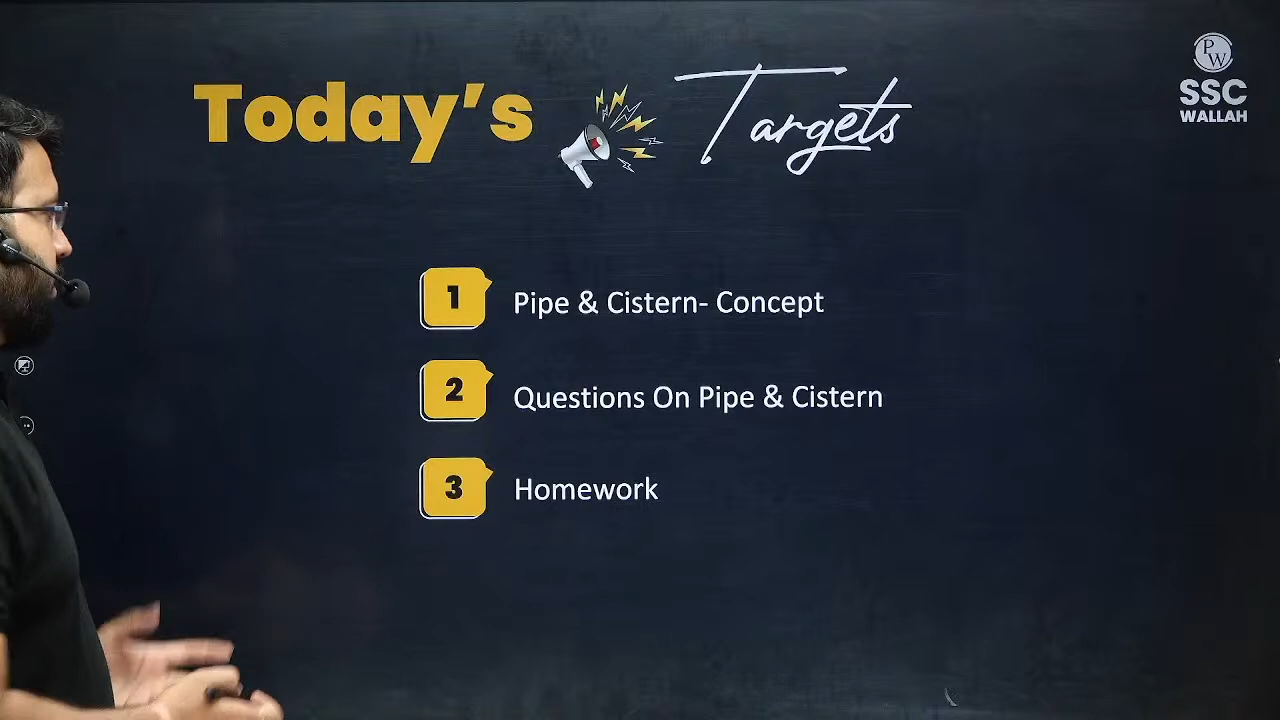 Today's Targets
PW
SSC
WALLAH
1 Pipe & Cistern- Concept
2 Questions On Pipe & Cistern
3 Homework